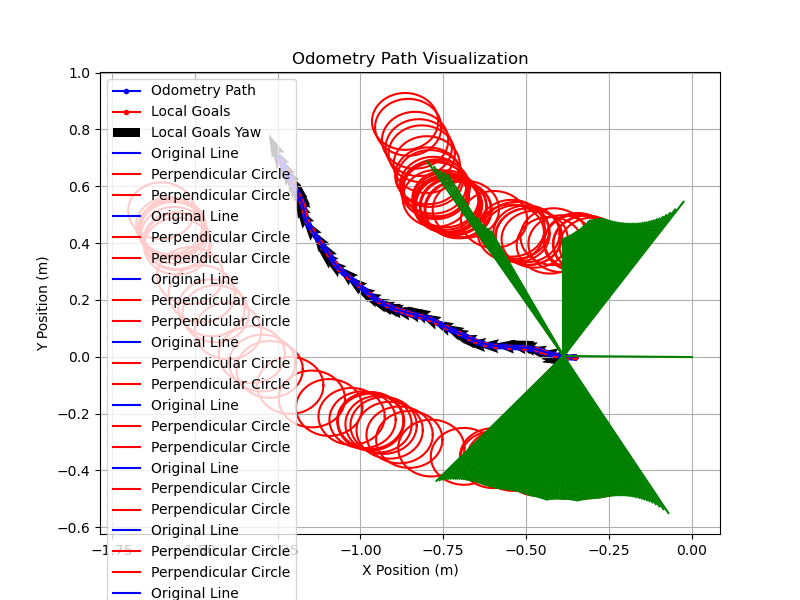 Odometry Path Visualization
1.0
0.8
0.6
0.4
0.2
0.0
−0.2
−0.4
−0.6
Y Position (m)
Odometry Path
Local Goals
Local Goals Yaw
Original Line
Perpendicular Circle
Perpendicular Circle
Original Line
Perpendicular Circle
Perpendicular Circle
Original Line
Perpendicular Circle
Perpendicular Circle
Original Line
Perpendicular Circle
Perpendicular Circle
Original Line
Perpendicular Circle
Perpendicular Circle
Original Line
Perpendicular Circle
Perpendicular Circle
Original Line
Perpendicular Circle
Perpendicular Circle
Original Line
−1.00 −0.75 −0.50 −0.25 0.00
X Position (m)